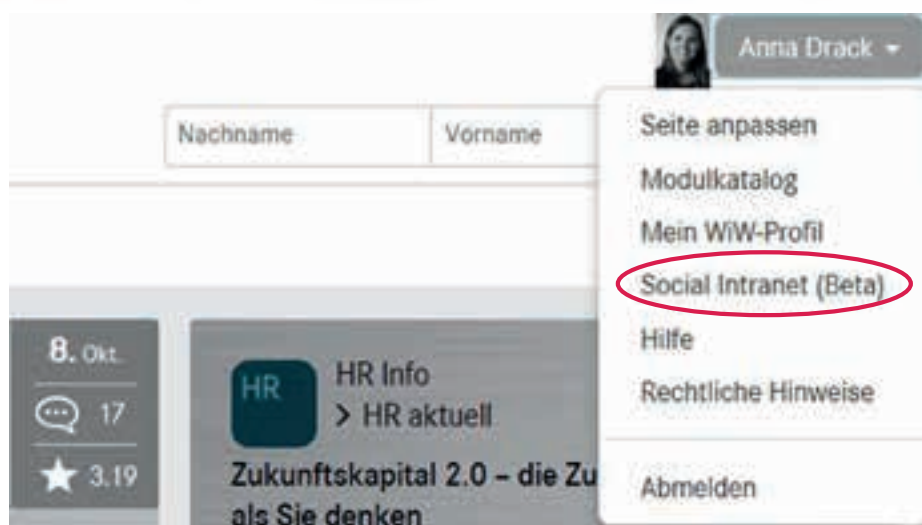 Anna Drack
Nachname
Vorname
Seite anpassen
Modulkatalog
Mein WiW-Profil
Social Intranet (Beta)
Hilfe
Rechtliche Hinweise
Abmelden
8. Okt.
17
3.19
HR
HR Info
> HR aktuell
Zukunftskapital 2.0 – die Zu
als Sie denken